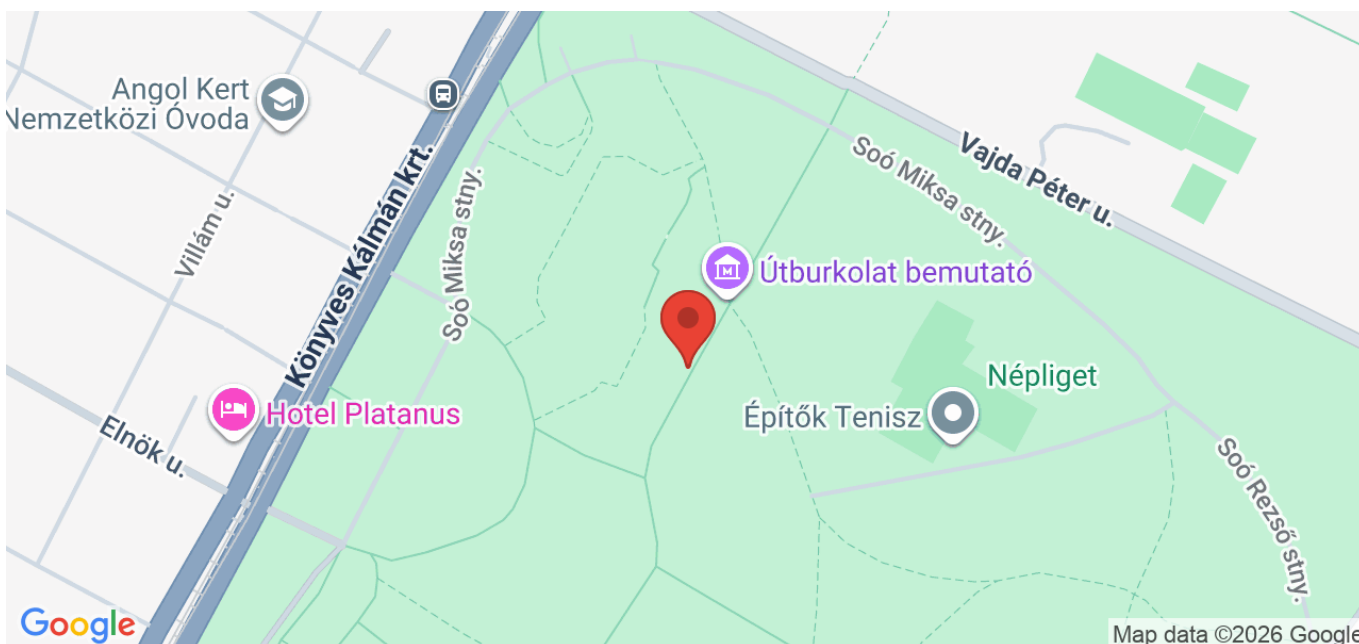 Angol Kert
Nemzetközi Óvoda
Villám u.
Könyves Kálmán krt.
Soó Miksa stny.
Soó Miksa stny.
Vajda Péter u.
Útburkolat bemutató
Népliget
Építők Tenisz
Hotel Platanus
Elnök u.
Soó Rezső stny.
Google
Map data ©2026 Google